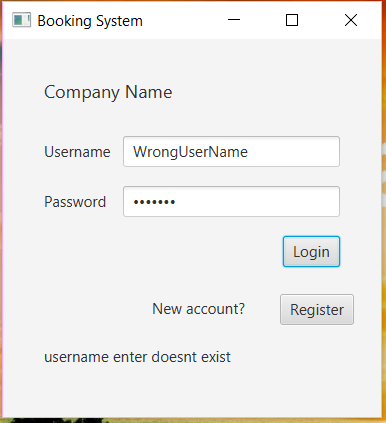 Booking System
Company Name
Username WrongUserName
Password •••••••
Login
New account? Register
username enter doesnt exist